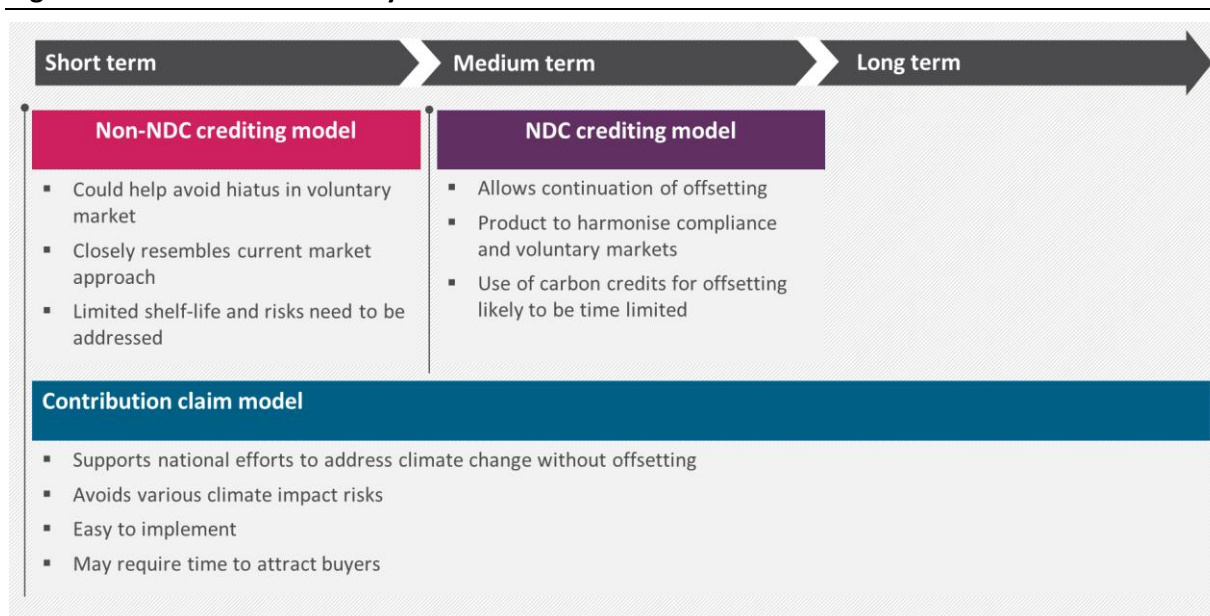 Short term
Medium term
Long term
Non-NDC crediting model
▪ Could help avoid hiatus in voluntary
market
▪ Closely resembles current market
approach
▪ Limited shelf-life and risks need to be
addressed
NDC crediting model
▪ Allows continuation of offsetting
▪ Product to harmonise compliance
and voluntary markets
▪ Use of carbon credits for offsetting
likely to be time limited
Contribution claim model
▪ Supports national efforts to address climate change without offsetting
▪ Avoids various climate impact risks
▪ Easy to implement
▪ May require time to attract buyers